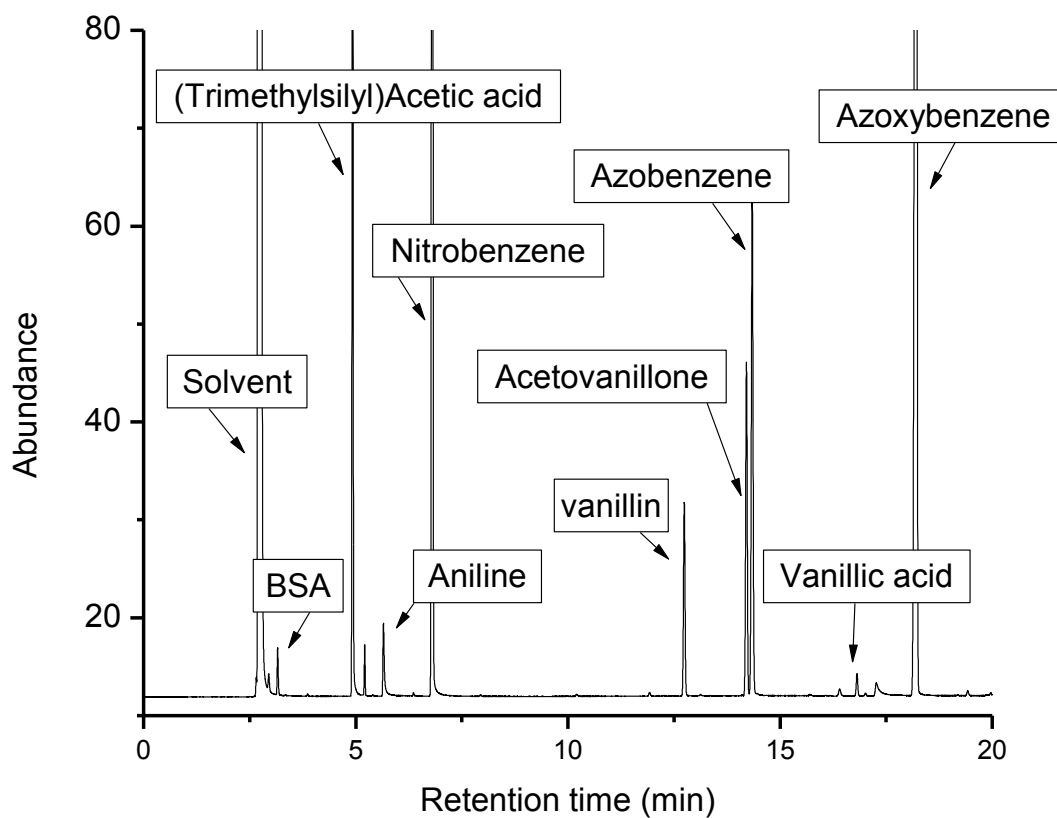 80
(Trimethylsilyl)Acetic acid
Azoxybenzene
Azobenzene
60
Nitrobenzene
Abundance
Solvent
Acetovanillone
40
vanillin
BSA
Aniline
Vanillic acid
20
0
5
10
15
20
Retention time (min)